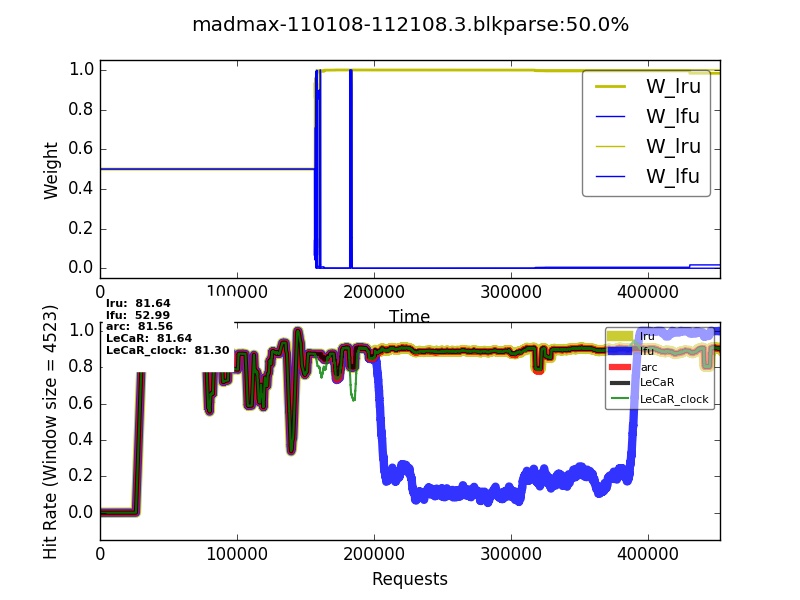 madmax-110108-112108.3.blkparse:50.0%
1.0
0.8
0.6
0.4
0.2
0.0
Weight
W_lru
W_lfu
W_lru
W_lfu
0 100000 200000 300000 400000
Time
lru: 81.64
lfu: 52.99
arc: 81.56
LeCaR: 81.64
LeCaR_clock: 81.30
1.0
0.8
0.6
0.4
0.2
0.0
Hit Rate (Window size = 4523)
lru
lfu
arc
LeCaR
LeCaR_clock
0 100000 200000 300000 400000
Requests